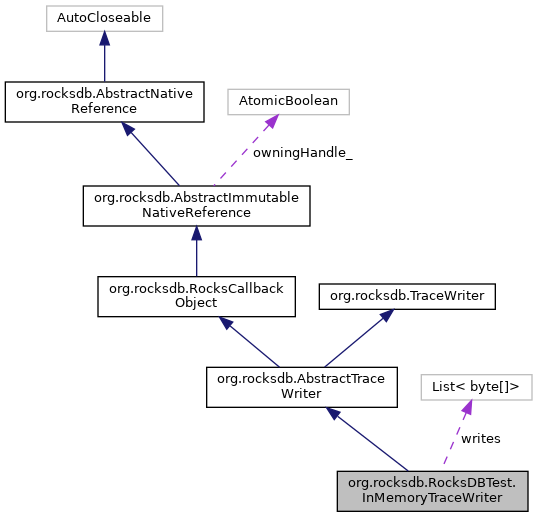 AutoCloseable
org.rocksdb.AbstractNative
Reference
AtomicBoolean
owningHandle_
org.rocksdb.AbstractImmutable
NativeReference
org.rocksdb.RocksCallback
Object
org.rocksdb.TraceWriter
org.rocksdb.AbstractTrace
Writer
List< byte[]>
writes
org.rocksdb.RocksDBTest.
InMemoryTraceWriter